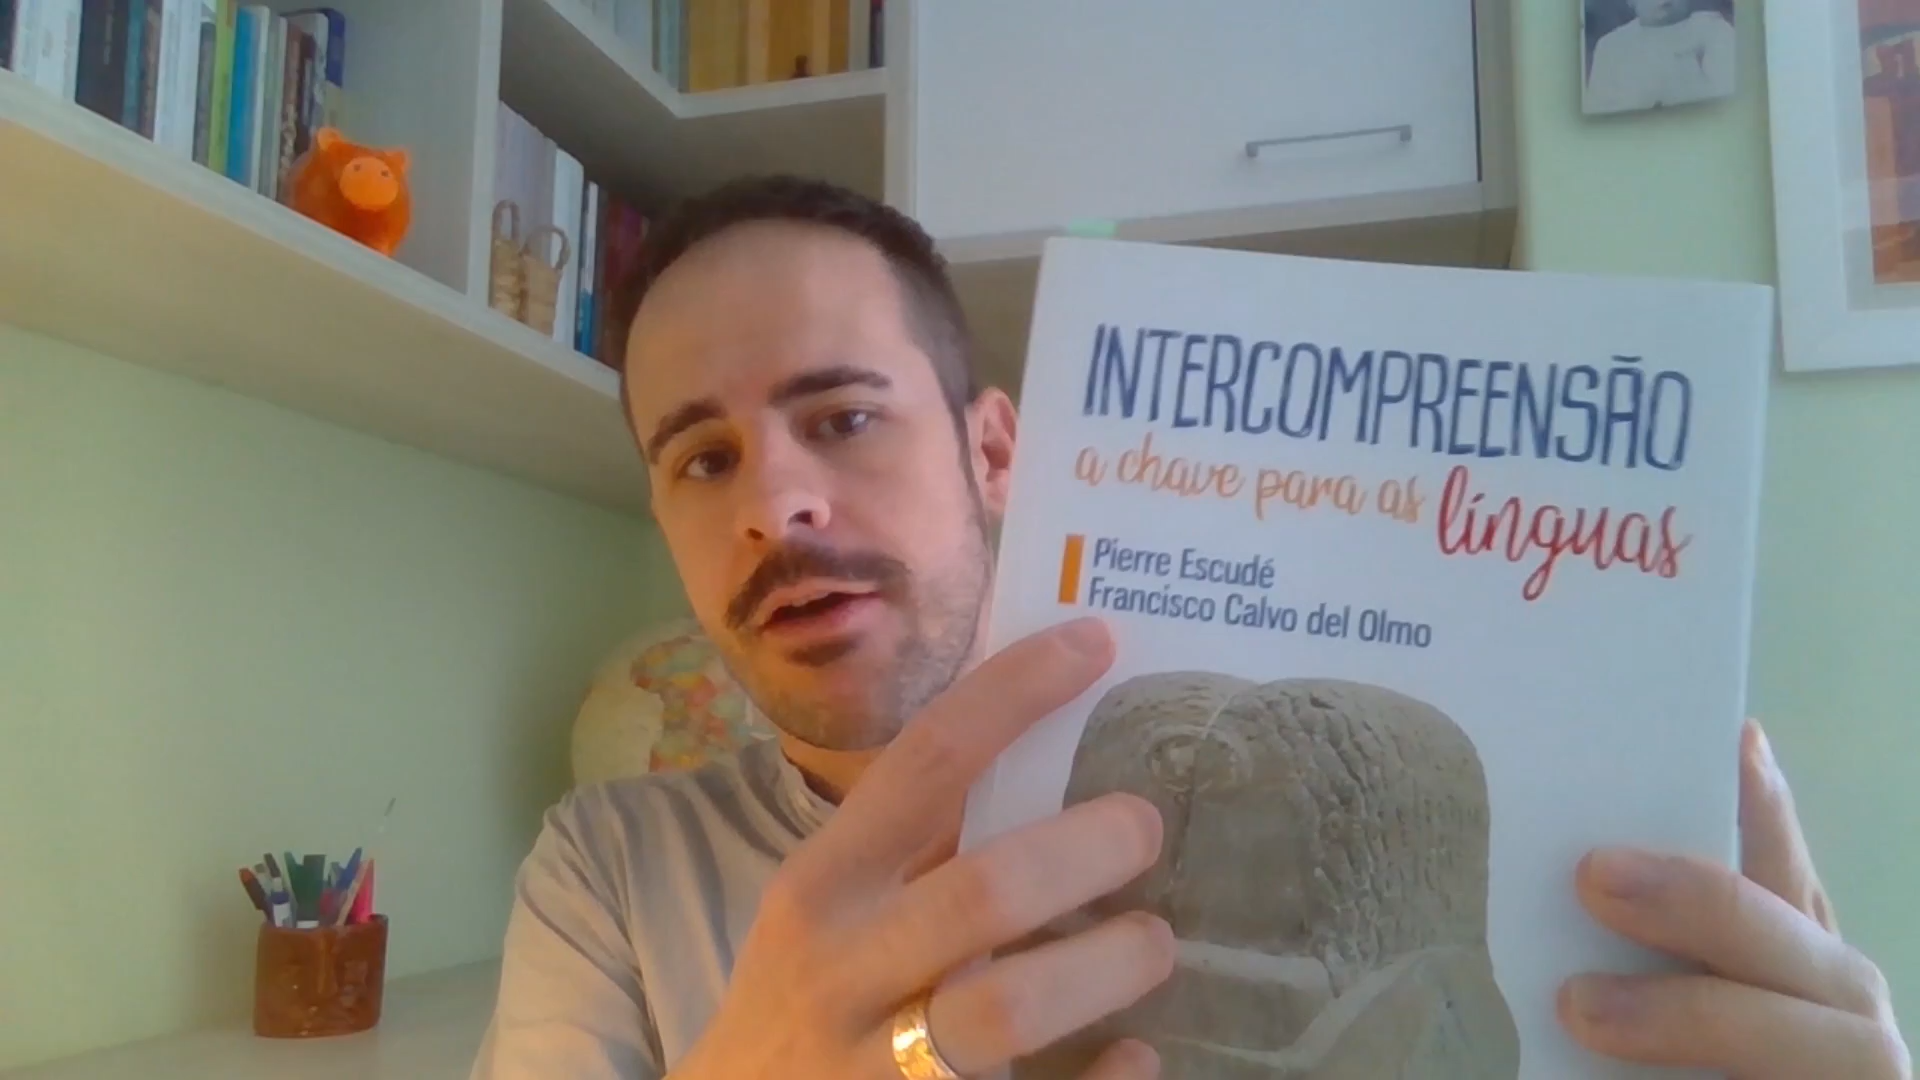 INTERCOMPREENSÃO
a chave para as línguas
Pierre Escudé
Francisco Calvo del Olmo